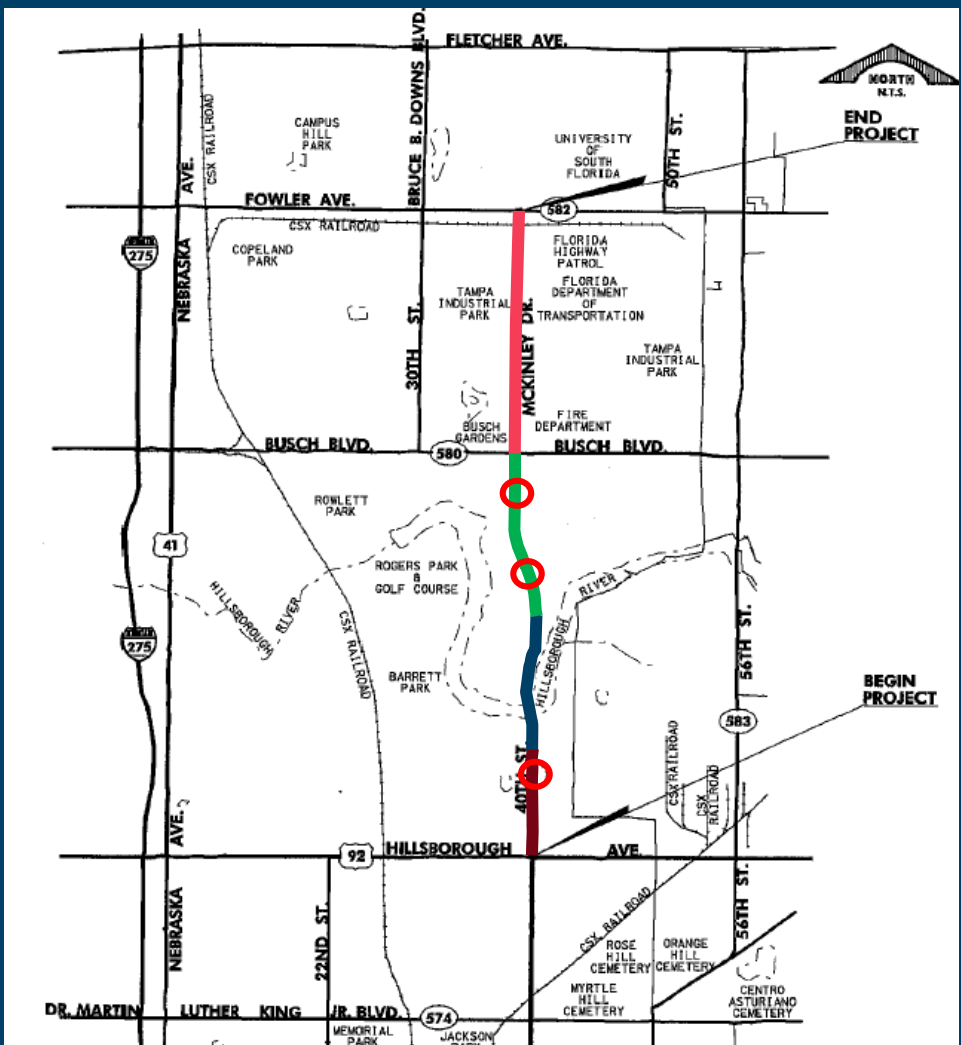 FLETCHER AVE.
NORTH
N.T.S.
END
PROJECT
CSX RAILROAD
CAMPUS
HILL
PARK
BRUCE B. DOWNS BLVD.
UNIVERSITY
OF
SOUTH
FLORIDA
50TH ST.
NEBRASKA AVE.
FOWLER AVE.
582
CSX RAILROAD
275
COPELAND
PARK
FLORIDA
HIGHWAY
PATROL
TAMPA
INDUSTRIAL
PARK
FLORIDA
DEPARTMENT
OF
TRANSPORTATION
30TH ST.
MCKINLEY DR.
TAMPA
INDUSTRIAL
PARK
BUSCH
GARDENS
FIRE
DEPARTMENT
BUSCH BLVD.
580
BUSCH BLVD.
ROWLETT
PARK
41
ROGERS PARK
&
GOLF COURSE
HILLSBOROUGH
RIVER
RIVER
HILLSBOROUGH
CSX RAILROAD
275
BARRETT
PARK
56TH ST.
BEGIN
PROJECT
583
40TH ST.
CSX RAILROAD
CSX
RAILROAD
NEBRASKA AVE.
92
HILLSBOROUGH AVE.
22ND ST.
CSX RAILROAD
56TH ST.
ROSE
HILL
CEMETERY
ORANGE
HILL
CEMETERY
MYRTLE
HILL
CEMETERY
CENTRO
ASTURIANO
CEMETERY
DR. MARTIN LUTHER KING JR. BLVD.
574
MEMORIAL
PARK
JACKSON